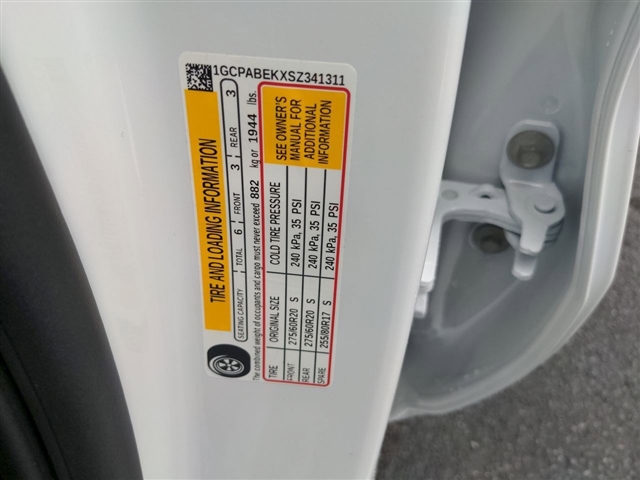 1GCPABEKXSZ341311
TIRE AND LOADING INFORMATION
SEATING CAPACITY TOTAL 6 FRONT 3 REAR 3
The combined weight of occupants and cargo must never exceed 882 kg or 1944 lbs.
TIRE ORIGINAL SIZE COLD TIRE PRESSURE
FRONT 275/60R20 S 240 kPa, 35 PSI
REAR 275/60R20 S 240 kPa, 35 PSI
SPARE 255/80R17 S 240 kPa, 35 PSI
SEE OWNER'S
MANUAL FOR
ADDITIONAL
INFORMATION